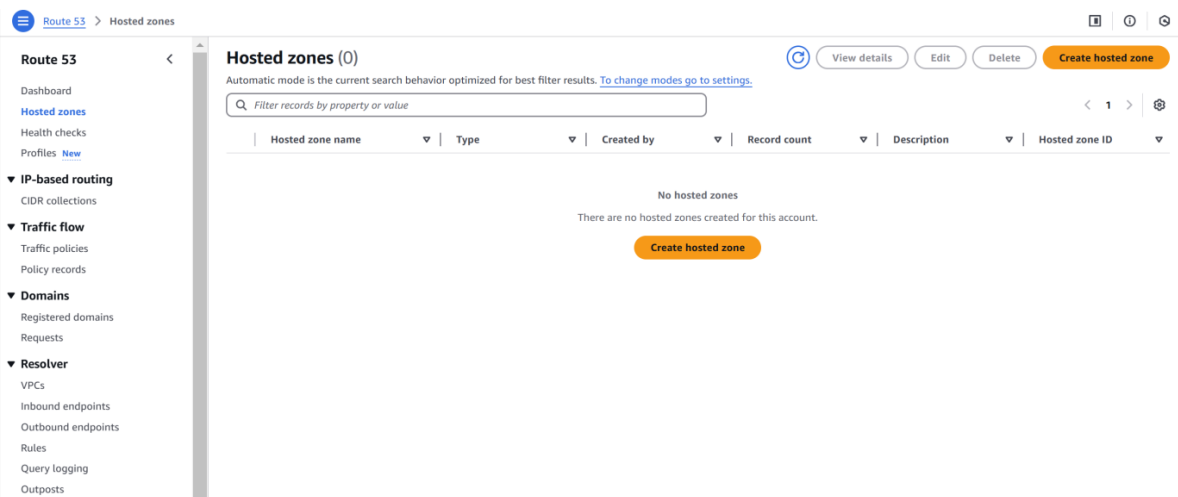 Route 53 > Hosted zones
Route 53
Dashboard
Hosted zones
Health checks
Profiles New
IP-based routing
CIDR collections
Traffic flow
Traffic policies
Policy records
Domains
Registered domains
Requests
Resolver
VPCs
Inbound endpoints
Outbound endpoints
Rules
Query logging
Outposts
Hosted zones (0)
View details Edit Delete Create hosted zone
Automatic mode is the current search behavior optimized for best filter results. To change modes go to settings.
Filter records by property or value
1
Hosted zone name Type Created by Record count Description Hosted zone ID
No hosted zones
There are no hosted zones created for this account.
Create hosted zone